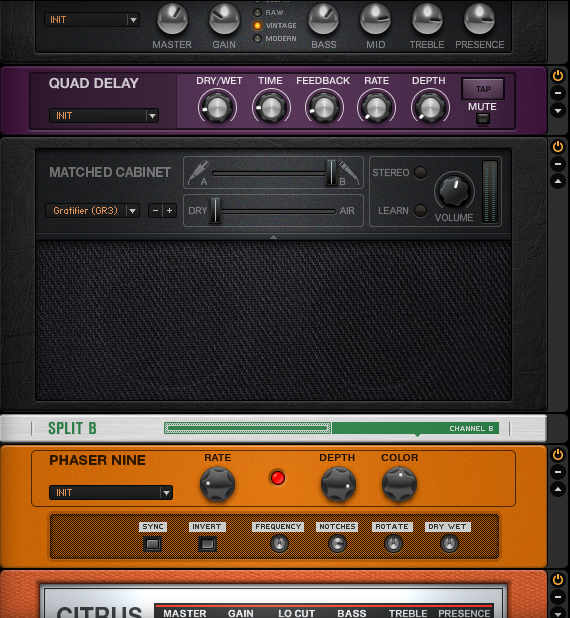 RAW
INIT
VINTAGE
MODERN
MASTER GAIN BASS MID TREBLE PRESENCE
QUAD DELAY
DRY/WET TIME FEEDBACK RATE DEPTH
TAP
MUTE
INIT
MATCHED CABINET
A B
STEREO
Gratifier (GR3) - +
DRY AIR
LEARN
VOLUME
SPLIT B
CHANNEL B
PHASER NINE
RATE DEPTH COLOR
INIT
SYNC INVERT FREQUENCY NOTCHES ROTATE DRY WET
CITRUS
MASTER GAIN LO CUT BASS TREBLE PRESENCE